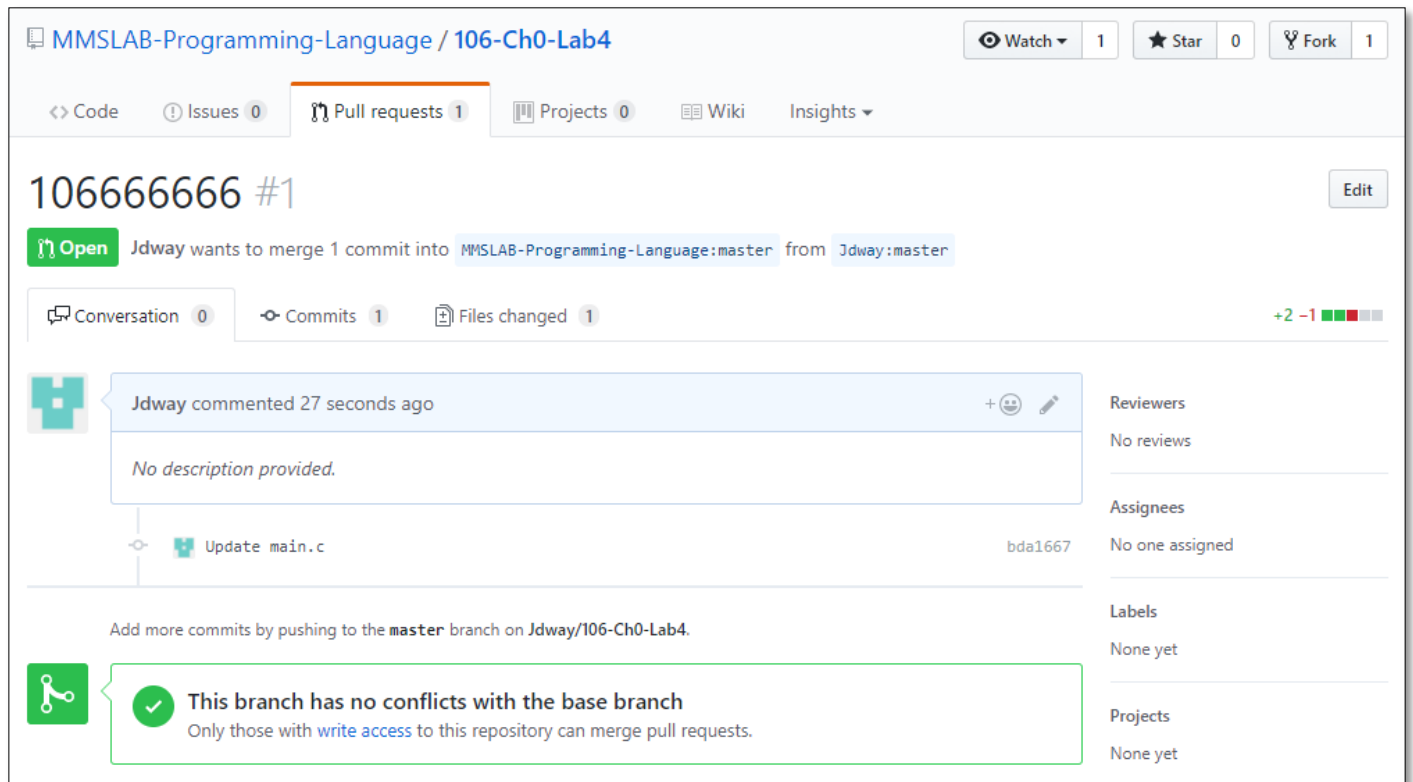 MMSLAB-Programming-Language / 106-Ch0-Lab4
Watch 1 Star 0 Fork 1
<> Code Issues 0 Pull requests 1 Projects 0 Wiki Insights
106666666 #1
Edit
Open Jdway wants to merge 1 commit into MMSLAB-Programming-Language:master from Jdway:master
Conversation 0 Commits 1 Files changed 1 +2 −1
Jdway commented 27 seconds ago
No description provided.
Update main.c bda1667
Add more commits by pushing to the master branch on Jdway/106-Ch0-Lab4.
This branch has no conflicts with the base branch
Only those with write access to this repository can merge pull requests.
Reviewers
No reviews
Assignees
No one assigned
Labels
None yet
Projects
None yet